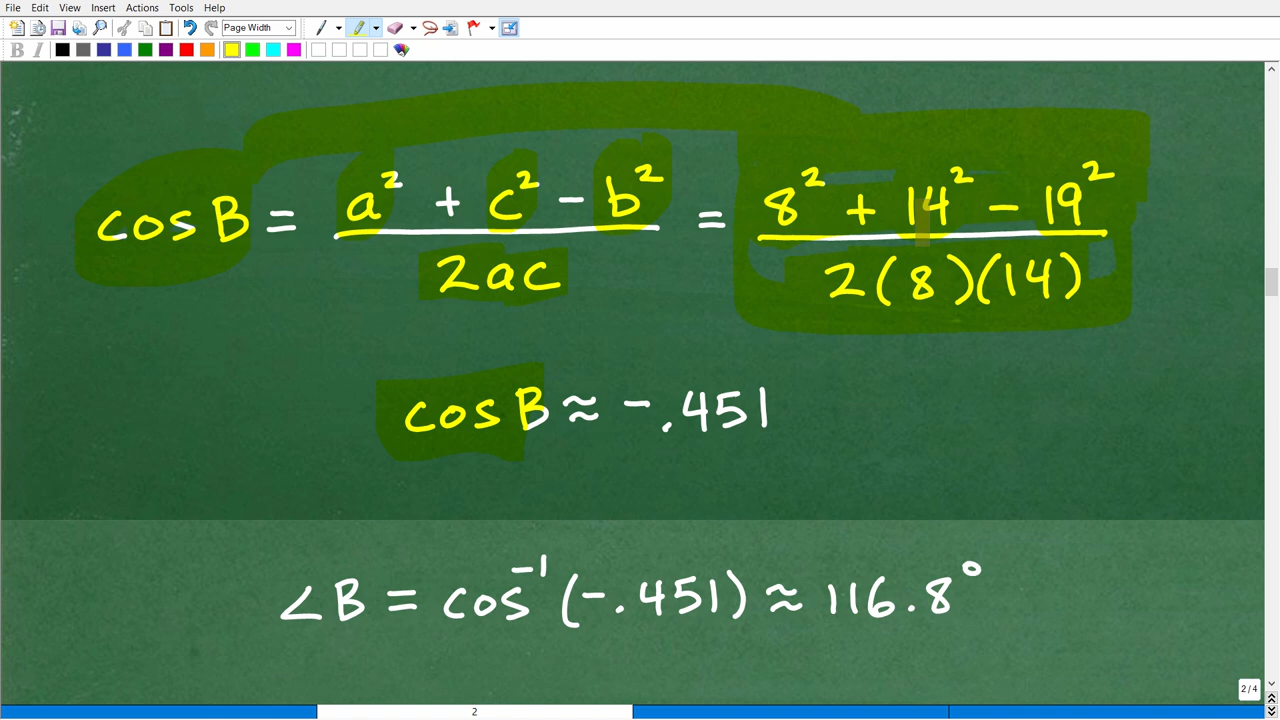 File Edit View Insert Actions Tools Help
Page Width
B I
cos B = a² + c² − b² / 2ac = 8² + 14² − 19² / 2(8)(14)
cos B ≈ −.451
∠B = cos⁻¹(−.451) ≈ 116.8°
2/4
2